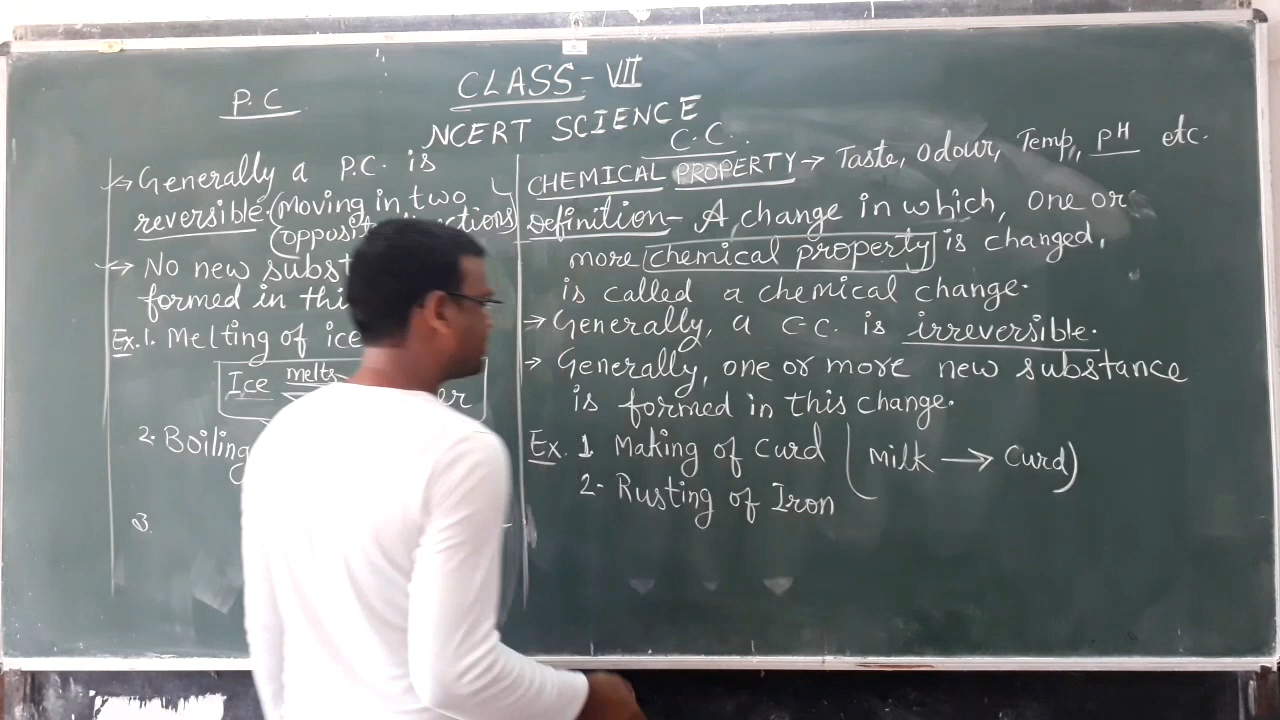 CLASS - VII
NCERT SCIENCE
P.C
→ Generally a P.C. is
reversible. (Moving in two
→ No new
formed in
Ex. 1. Melting of ice
Ice melts
2. Boiling
3.
C.C.
CHEMICAL PROPERTY → Taste, Odour, Temp., pH etc.
Definition - A change in which, one or
more chemical property is changed,
is called a chemical change.
→ Generally, a C.C. is irreversible.
→ Generally, one or more new substance
is formed in this change.
Ex. 1 Making of Curd (Milk → Curd)
2. Rusting of Iron